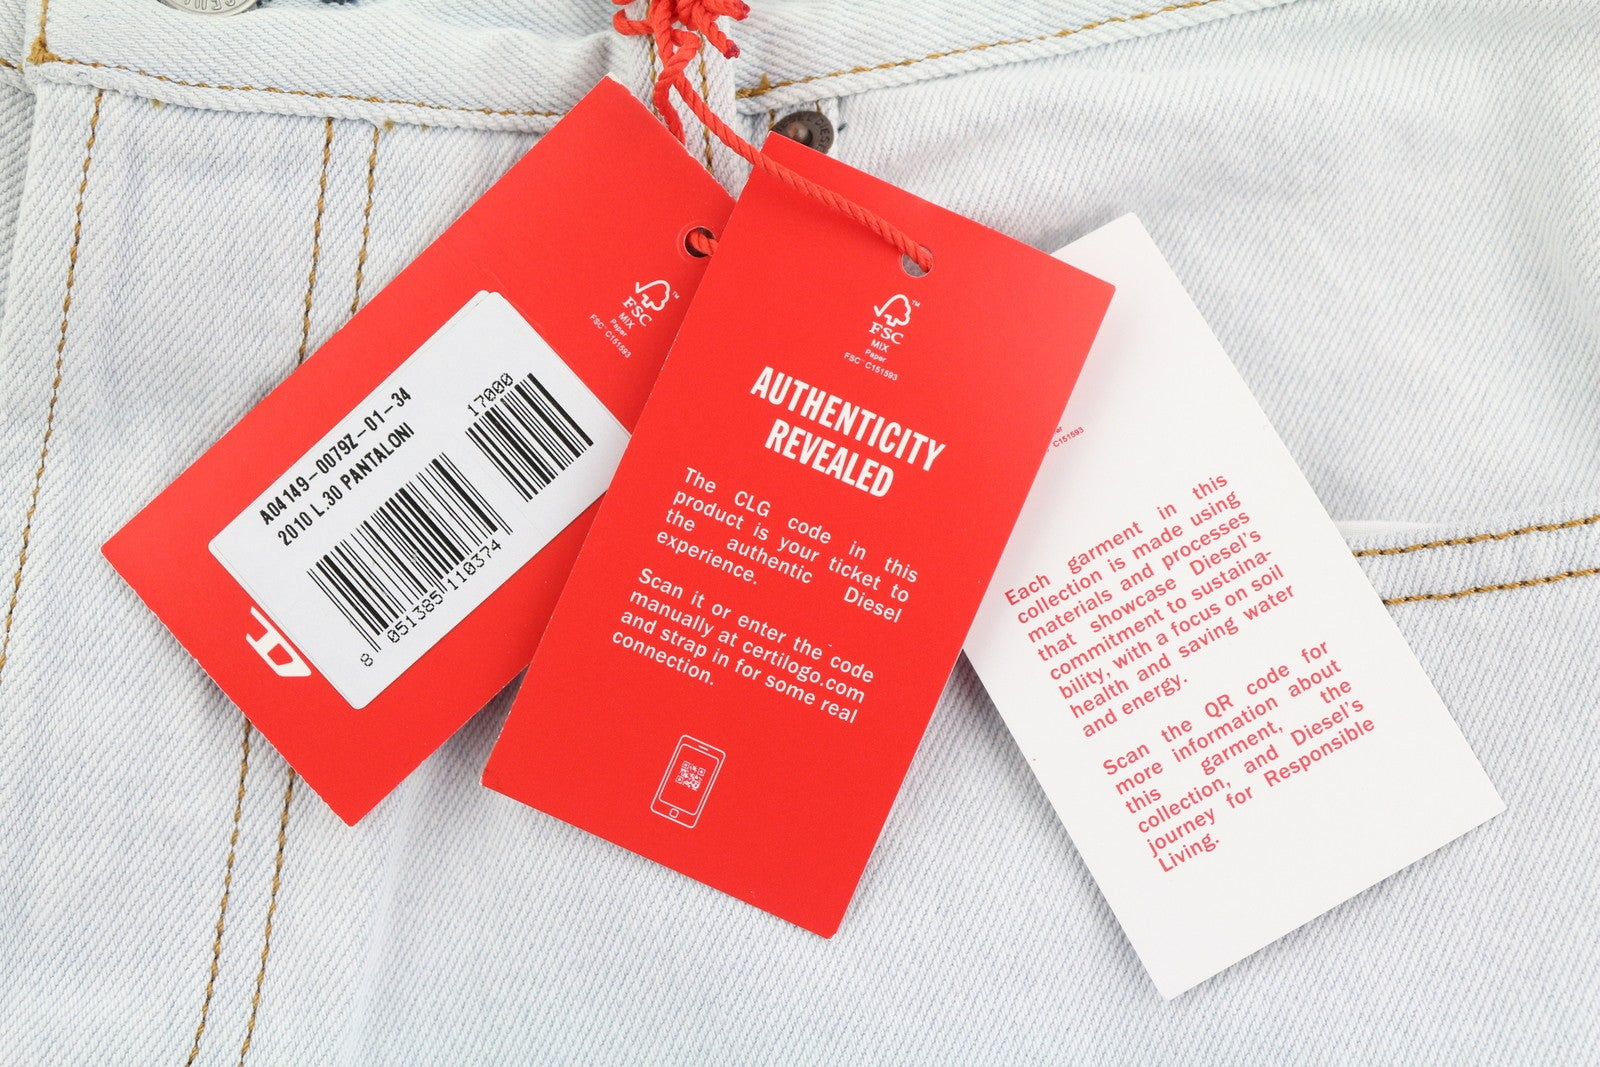 FSC™
MIX
Paper
FSC™ C151593
A04149-0079Z-01-34
2010 L.30 PANTALONI
17000
8 051385 110374
DIESEL
FSC™
MIX
Paper
FSC™ C151593
AUTHENTICITY
REVEALED
The CLG code in this
product is your ticket to
the authentic Diesel
experience.
Scan it or enter the code
manually at certilogo.com
and strap in for some real
connection.
C151593
Each garment in this
collection is made using
materials and processes
that showcase Diesel's
commitment to sustaina-
bility, with a focus on soil
health and saving water
and energy.
Scan the QR code for
more information about
this garment, the
collection, and Diesel's
journey for Responsible
Living.